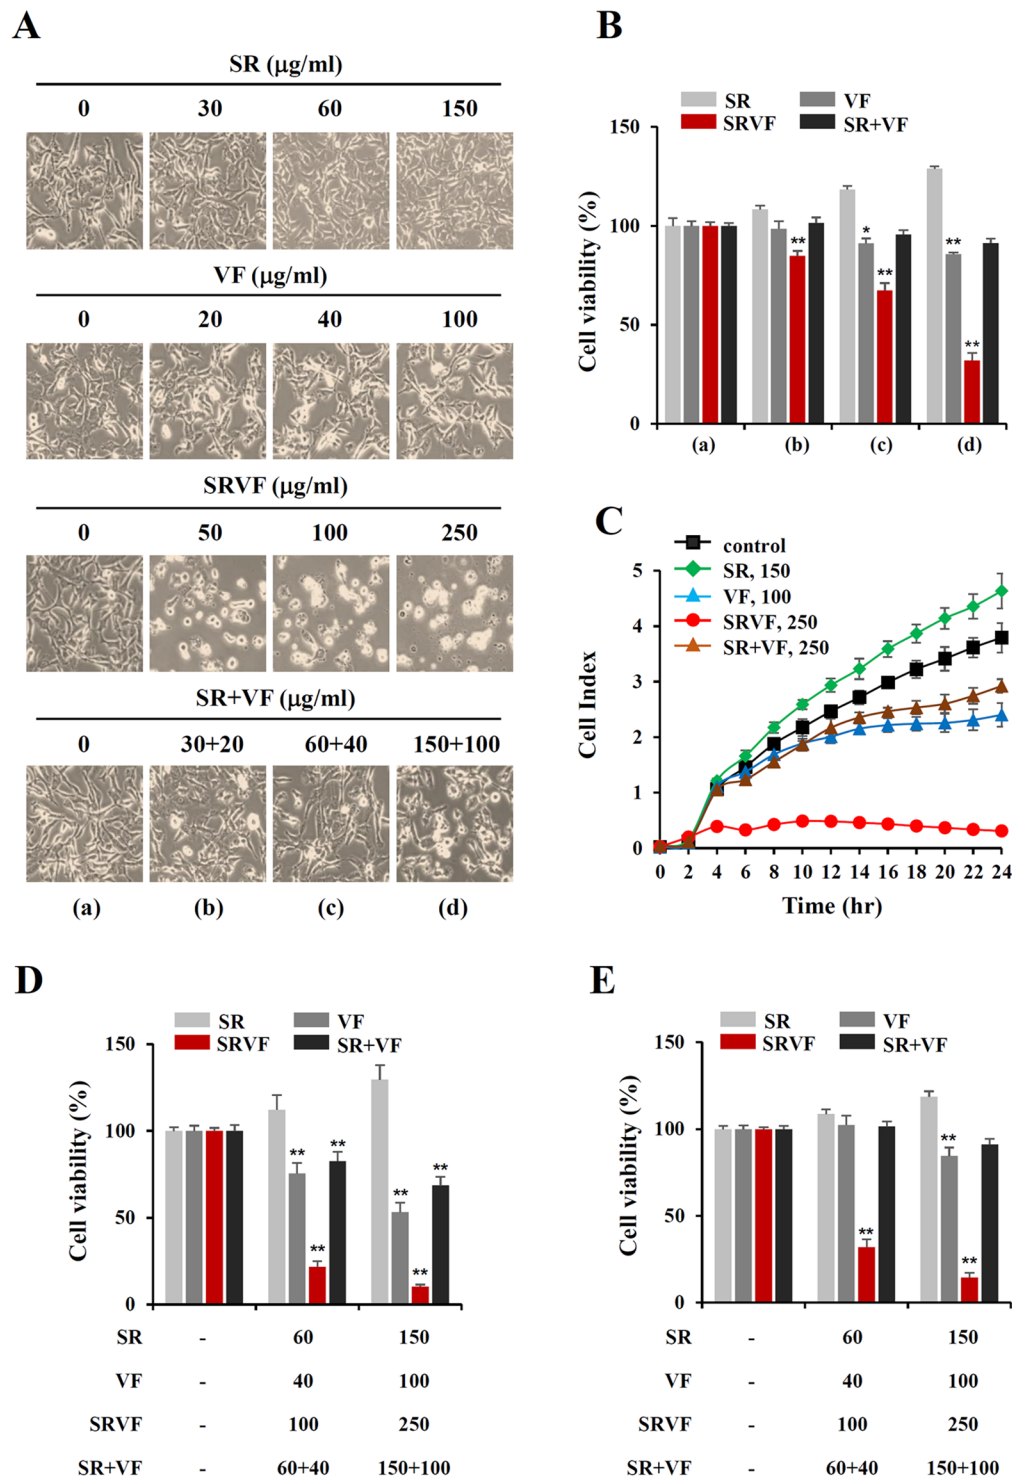 A
SR (µg/ml)
0 30 60 150
VF (µg/ml)
0 20 40 100
SRVF (µg/ml)
0 50 100 250
SR+VF (µg/ml)
0 30+20 60+40 150+100
(a) (b) (c) (d)
B
SR VF
SRVF SR+VF
Cell viability (%)
150
100
50
0
** * ** ** **
(a) (b) (c) (d)
C
control
SR, 150
VF, 100
SRVF, 250
SR+VF, 250
Cell Index
5
4
3
2
1
0
0 2 4 6 8 10 12 14 16 18 20 22 24
Time (hr)
D
SR VF
SRVF SR+VF
Cell viability (%)
150
100
50
0
** ** ** ** ** **
SR - 60 150
VF - 40 100
SRVF - 100 250
SR+VF - 60+40 150+100
E
SR VF
SRVF SR+VF
Cell viability (%)
150
100
50
0
** ** **
- 60 150
- 40 100
- 100 250
- 60+40 150+100